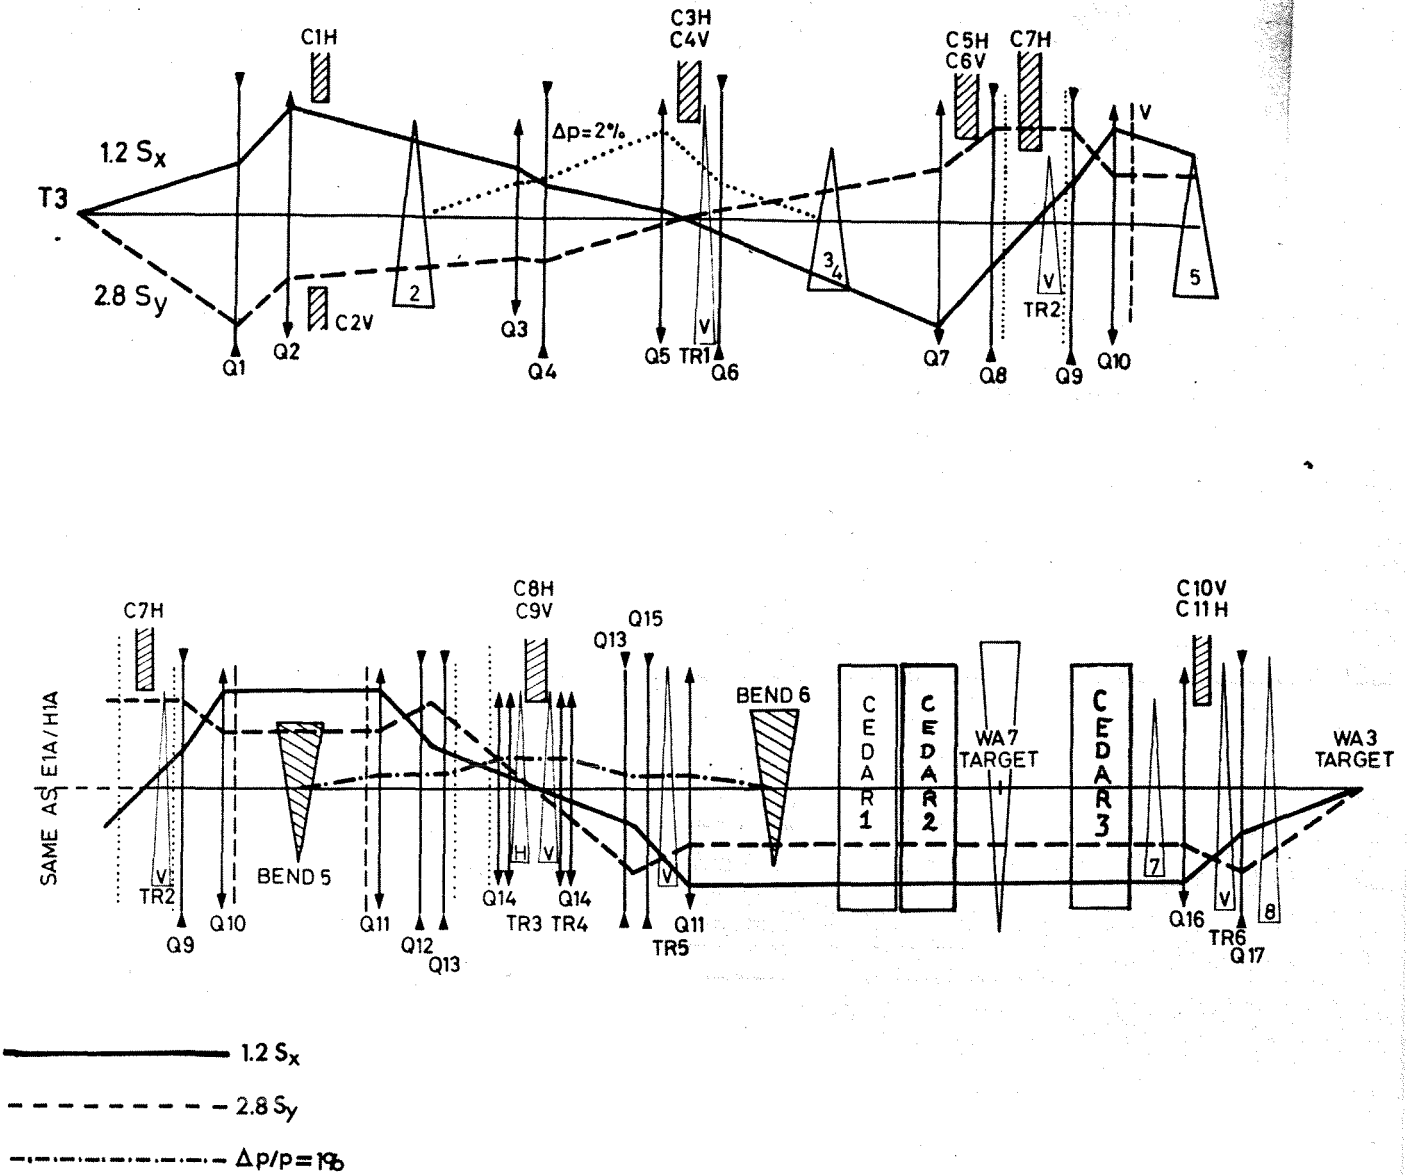 C1H
C3H
C4V
C5H
C6V
C7H
V
Δp=2%
1.2 Sx
T3
2.8 Sy
2
3
4
5
V
V
TR2
C2V
Q1
Q2
Q3
Q4
Q5
TR1
Q6
Q7
Q8
Q9
Q10
C7H
C8H
C9V
Q13
Q15
C10V
C11H
BEND 6
SAME AS E1A/H1A
CEDAR 1
CEDAR 2
WA7
TARGET
CEDAR 3
WA3
TARGET
V
TR2
BEND 5
H
V
V
7
V
8
Q9
Q10
Q11
Q12
Q13
Q14
TR3
Q14
TR4
TR5
Q11
Q16
TR6
Q17
1.2 Sx
2.8 Sy
Δp/p=1%